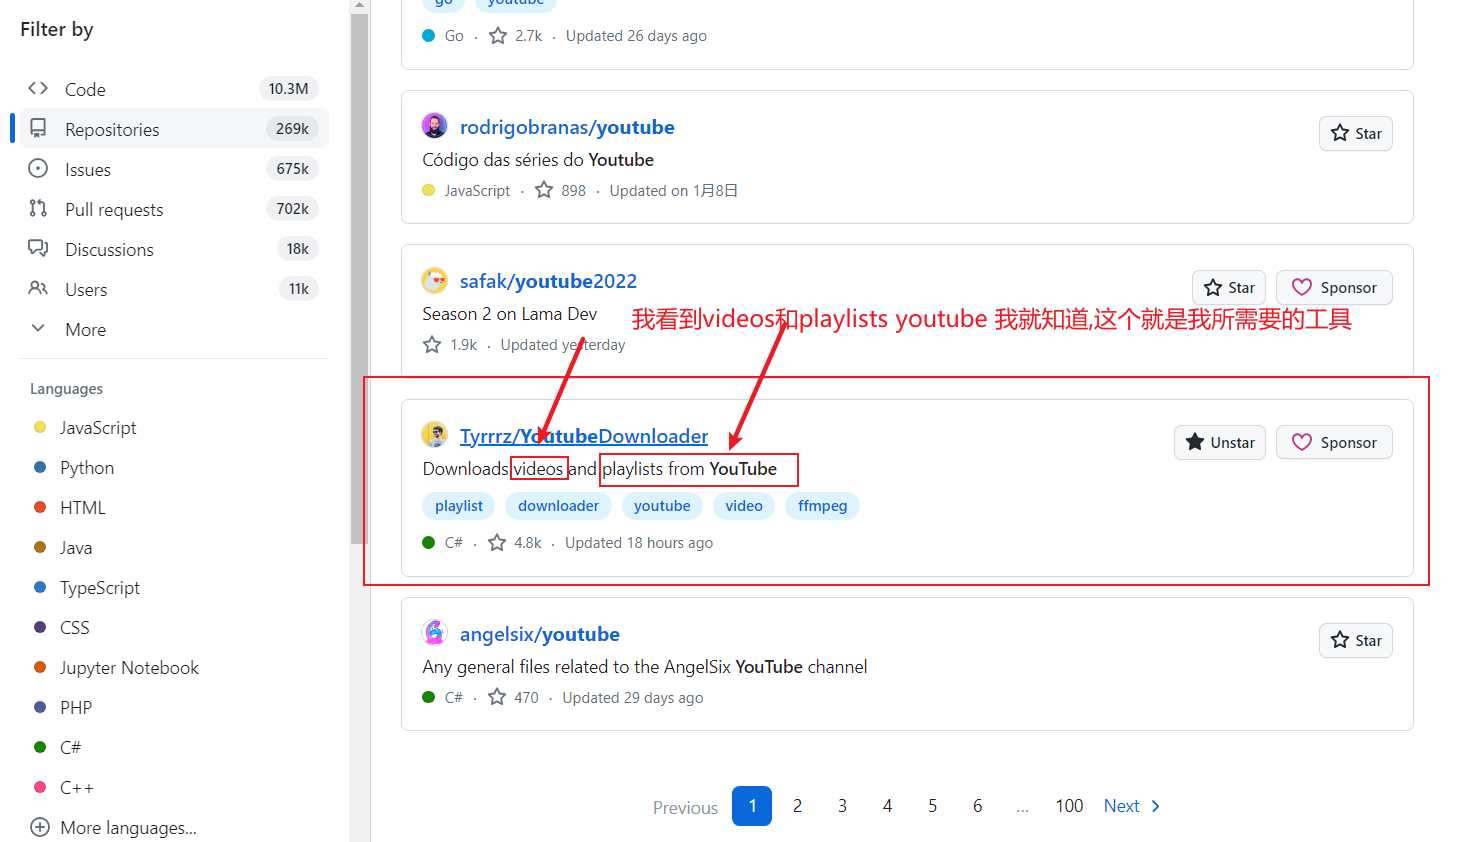 Filter by
Code 10.3M
Repositories 269k
Issues 675k
Pull requests 702k
Discussions 18k
Users 11k
More
Languages
JavaScript
Python
HTML
Java
TypeScript
CSS
Jupyter Notebook
PHP
C#
C++
More languages...
go youtube
Go · 2.7k · Updated 26 days ago
rodrigobranas/youtube
Star
Código das séries do Youtube
JavaScript · 898 · Updated on 1月8日
safak/youtube2022
Star Sponsor
Season 2 on Lama Dev
我看到videos和playlists youtube 我就知道,这个就是我所需要的工具
1.9k · Updated yesterday
Tyrrrz/YoutubeDownloader
Unstar Sponsor
Downloads videos and playlists from YouTube
playlist downloader youtube video ffmpeg
C# · 4.8k · Updated 18 hours ago
angelsix/youtube
Star
Any general files related to the AngelSix YouTube channel
C# · 470 · Updated 29 days ago
Previous 1 2 3 4 5 6 ... 100 Next